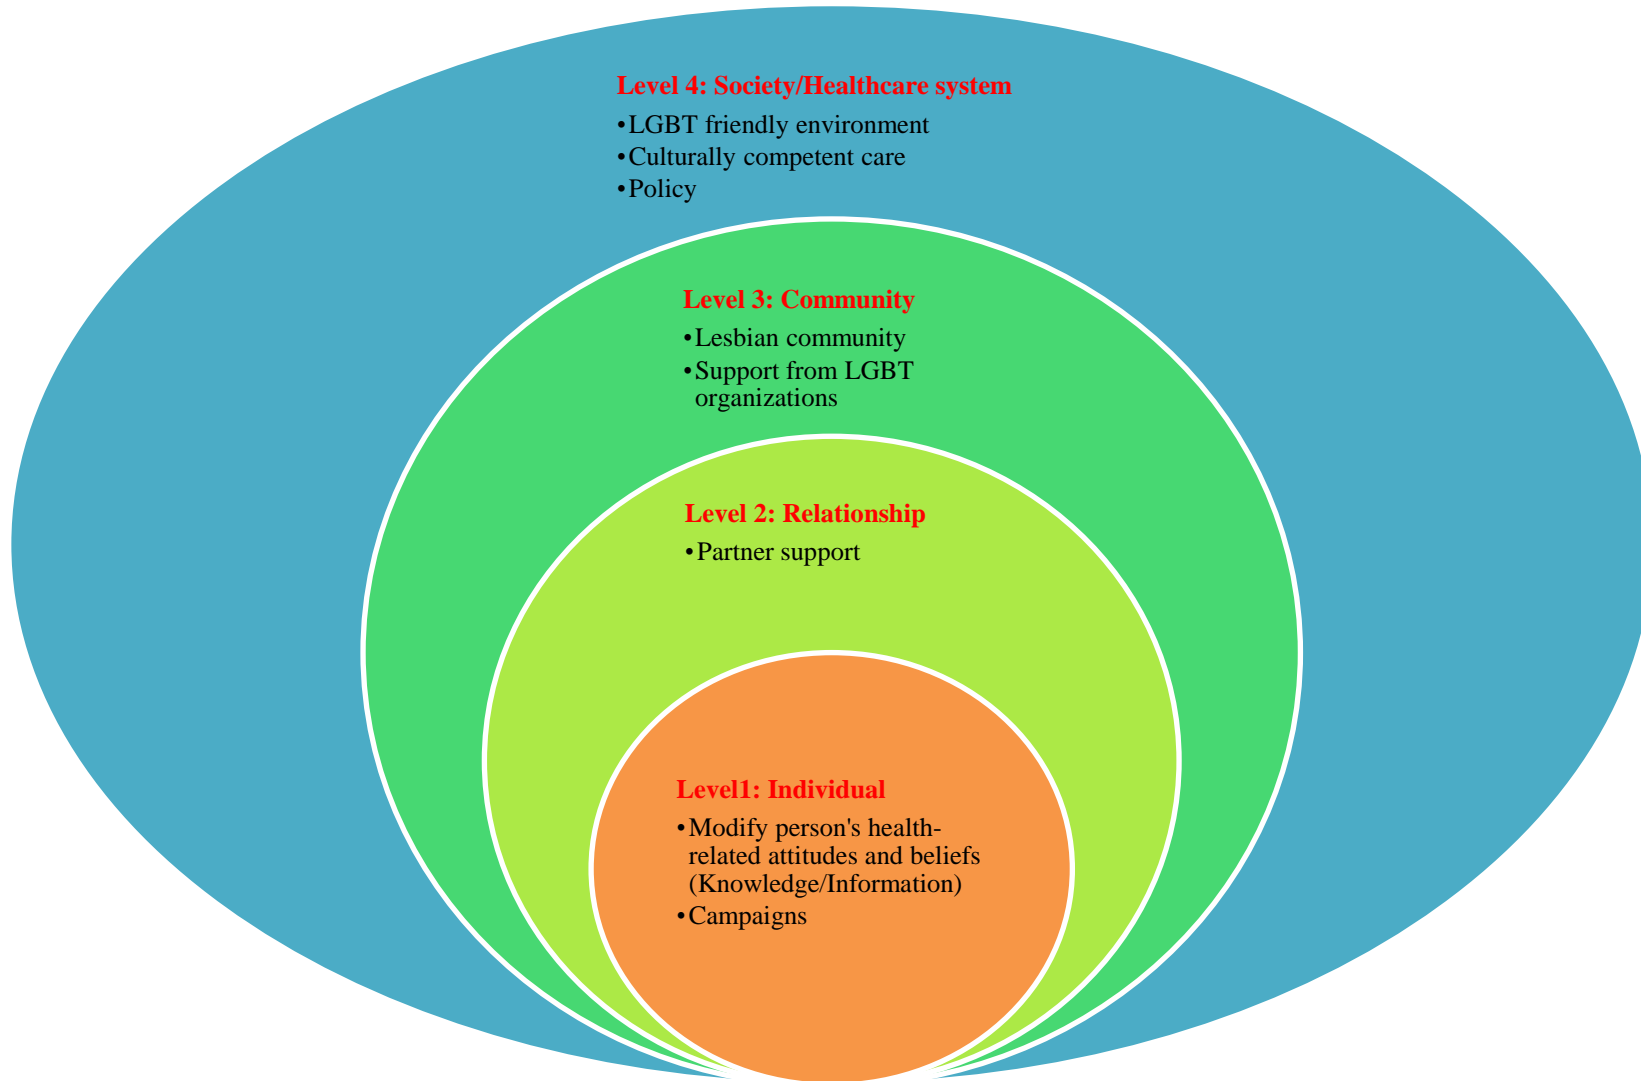 Level 4: Society/Healthcare system
•LGBT friendly environment
•Culturally competent care
•Policy
Level 3: Community
•Lesbian community
•Support from LGBT
organizations
Level 2: Relationship
•Partner support
Level1: Individual
•Modify person's health-
related attitudes and beliefs
(Knowledge/Information)
•Campaigns